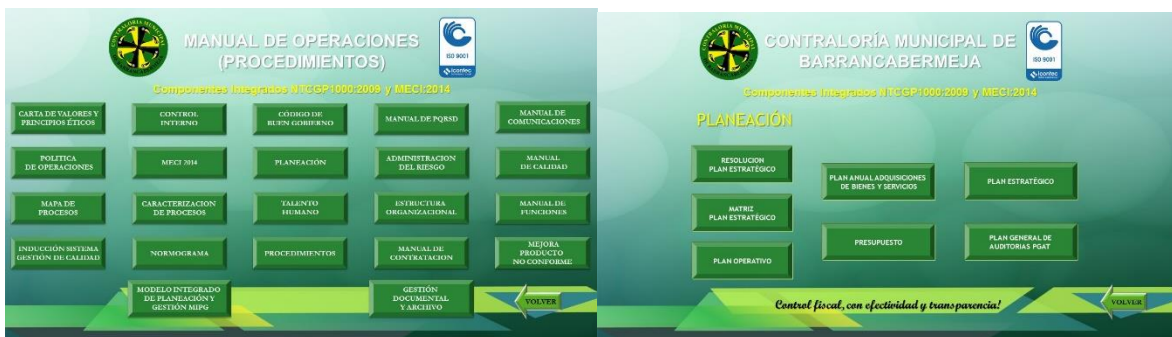 MANUAL DE OPERACIONES
(PROCEDIMIENTOS)
ISO 9001
icontec
Componentes Integrados NTCGP1000:2009 y MECI:2014
CARTA DE VALORES Y
PRINCIPIOS ÉTICOS
CONTROL
INTERNO
CÓDIGO DE
BUEN GOBIERNO
MANUAL DE PQRSD
MANUAL DE
COMUNICACIONES
POLITICA
DE OPERACIONES
MECI 2014
PLANEACIÓN
ADMINISTRACION
DEL RIESGO
MANUAL
DE CALIDAD
MAPA DE
PROCESOS
CARACTERIZACION
DE PROCESOS
TALENTO
HUMANO
ESTRUCTURA
ORGANIZACIONAL
MANUAL DE
FUNCIONES
INDUCCIÓN SISTEMA
GESTIÓN DE CALIDAD
NORMOGRAMA
PROCEDIMIENTOS
MANUAL DE
CONTRATACION
MEJORA
PRODUCTO
NO CONFORME
MODELO INTEGRADO
DE PLANEACIÓN Y
GESTIÓN MIPG
GESTIÓN
DOCUMENTAL
Y ARCHIVO
VOLVER
CONTRALORÍA MUNICIPAL DE
BARRANCABERMEJA
ISO 9001
icontec
Componentes Integrados NTCGP1000:2009 y MECI:2014
PLANEACIÓN
RESOLUCION
PLAN ESTRATÉGICO
PLAN ANUAL ADQUISICIONES
DE BIENES Y SERVICIOS
PLAN ESTRATÉGICO
MATRIZ
PLAN ESTRATÉGICO
PRESUPUESTO
PLAN GENERAL DE
AUDITORIAS PGAT
PLAN OPERATIVO
Control fiscal, con efectividad y transparencia!
VOLVER